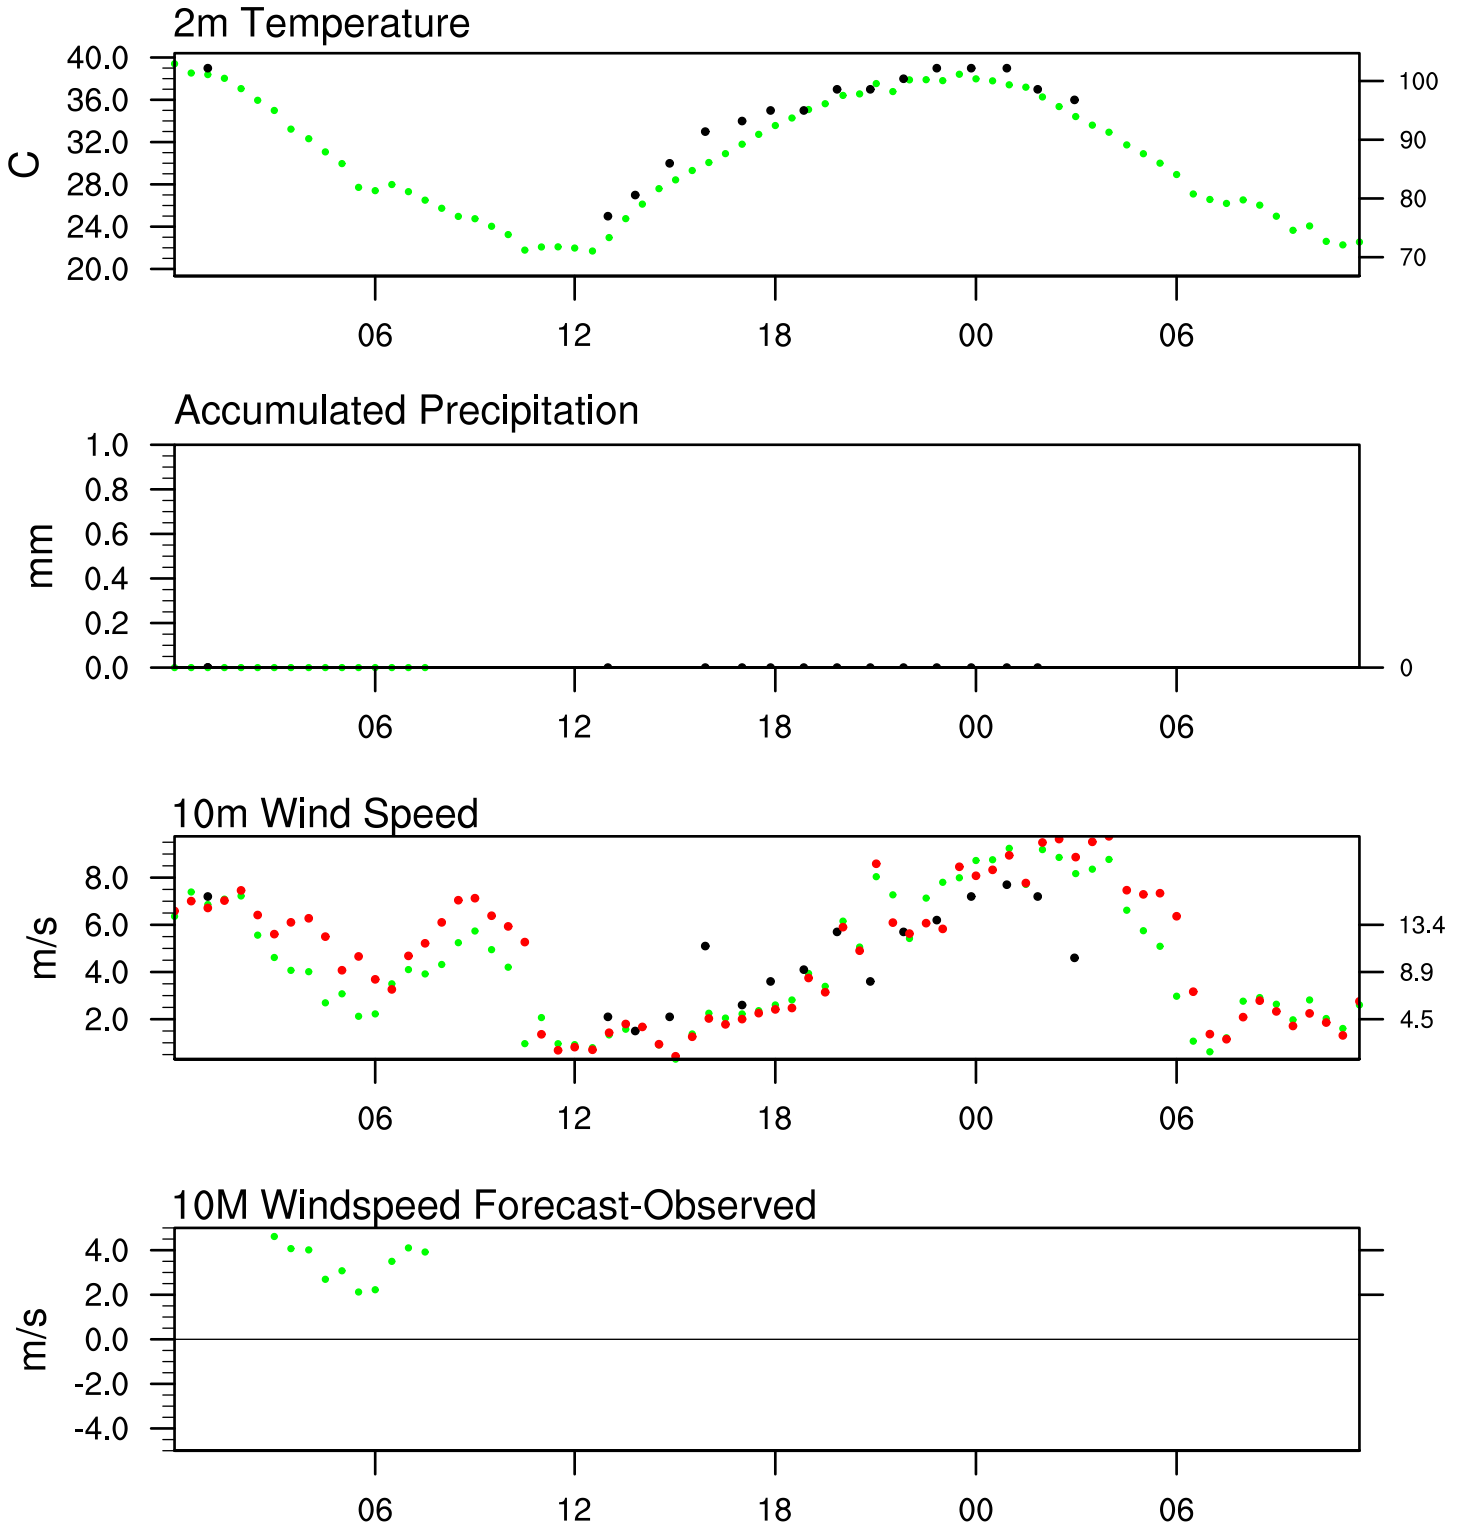 2m Temperature
40.0
36.0
32.0
28.0
24.0
20.0
C
100
90
80
70
06 12 18 00 06
Accumulated Precipitation
1.0
0.8
0.6
0.4
0.2
0.0
mm
0
06 12 18 00 06
10m Wind Speed
8.0
6.0
4.0
2.0
m/s
13.4
8.9
4.5
06 12 18 00 06
10M Windspeed Forecast-Observed
4.0
2.0
0.0
-2.0
-4.0
m/s
06 12 18 00 06